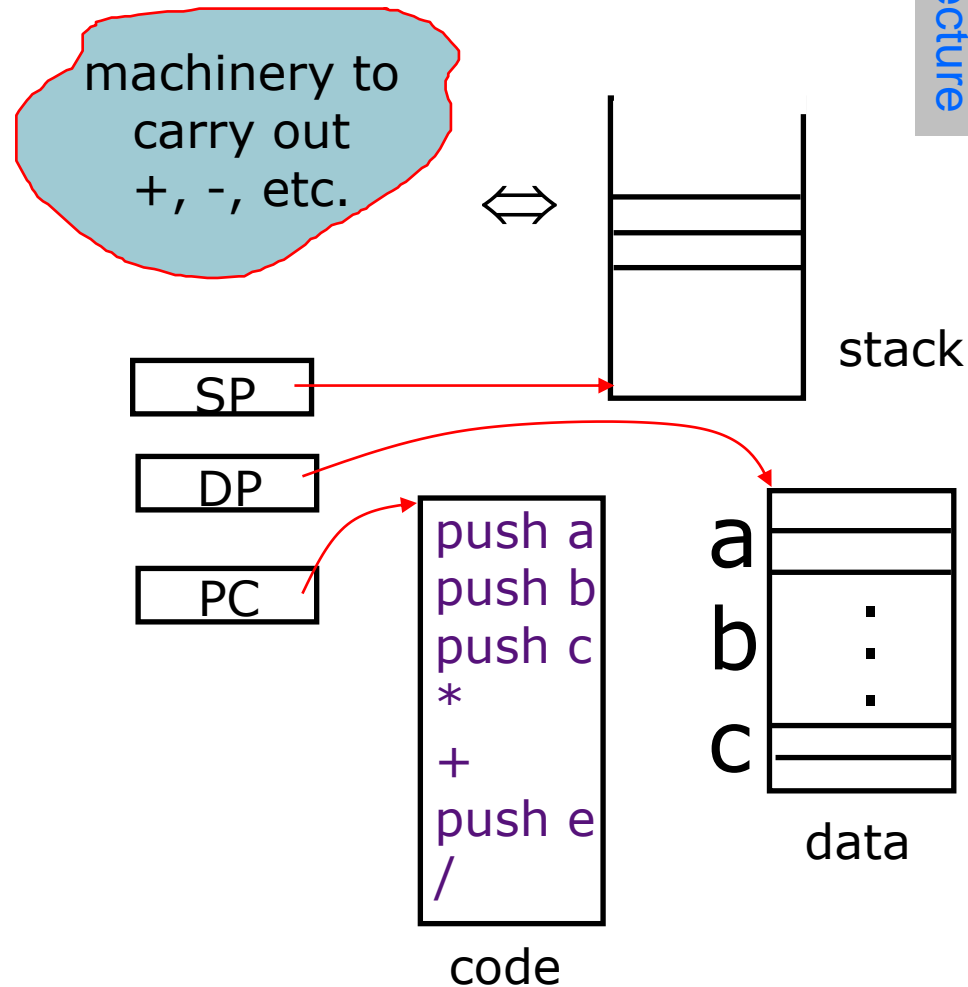 machinery to
carry out
+, -, etc.
ecture
⇔
stack
SP
DP
PC
push a
push b
push c
*
+
push e
/
code
a
b
c
data